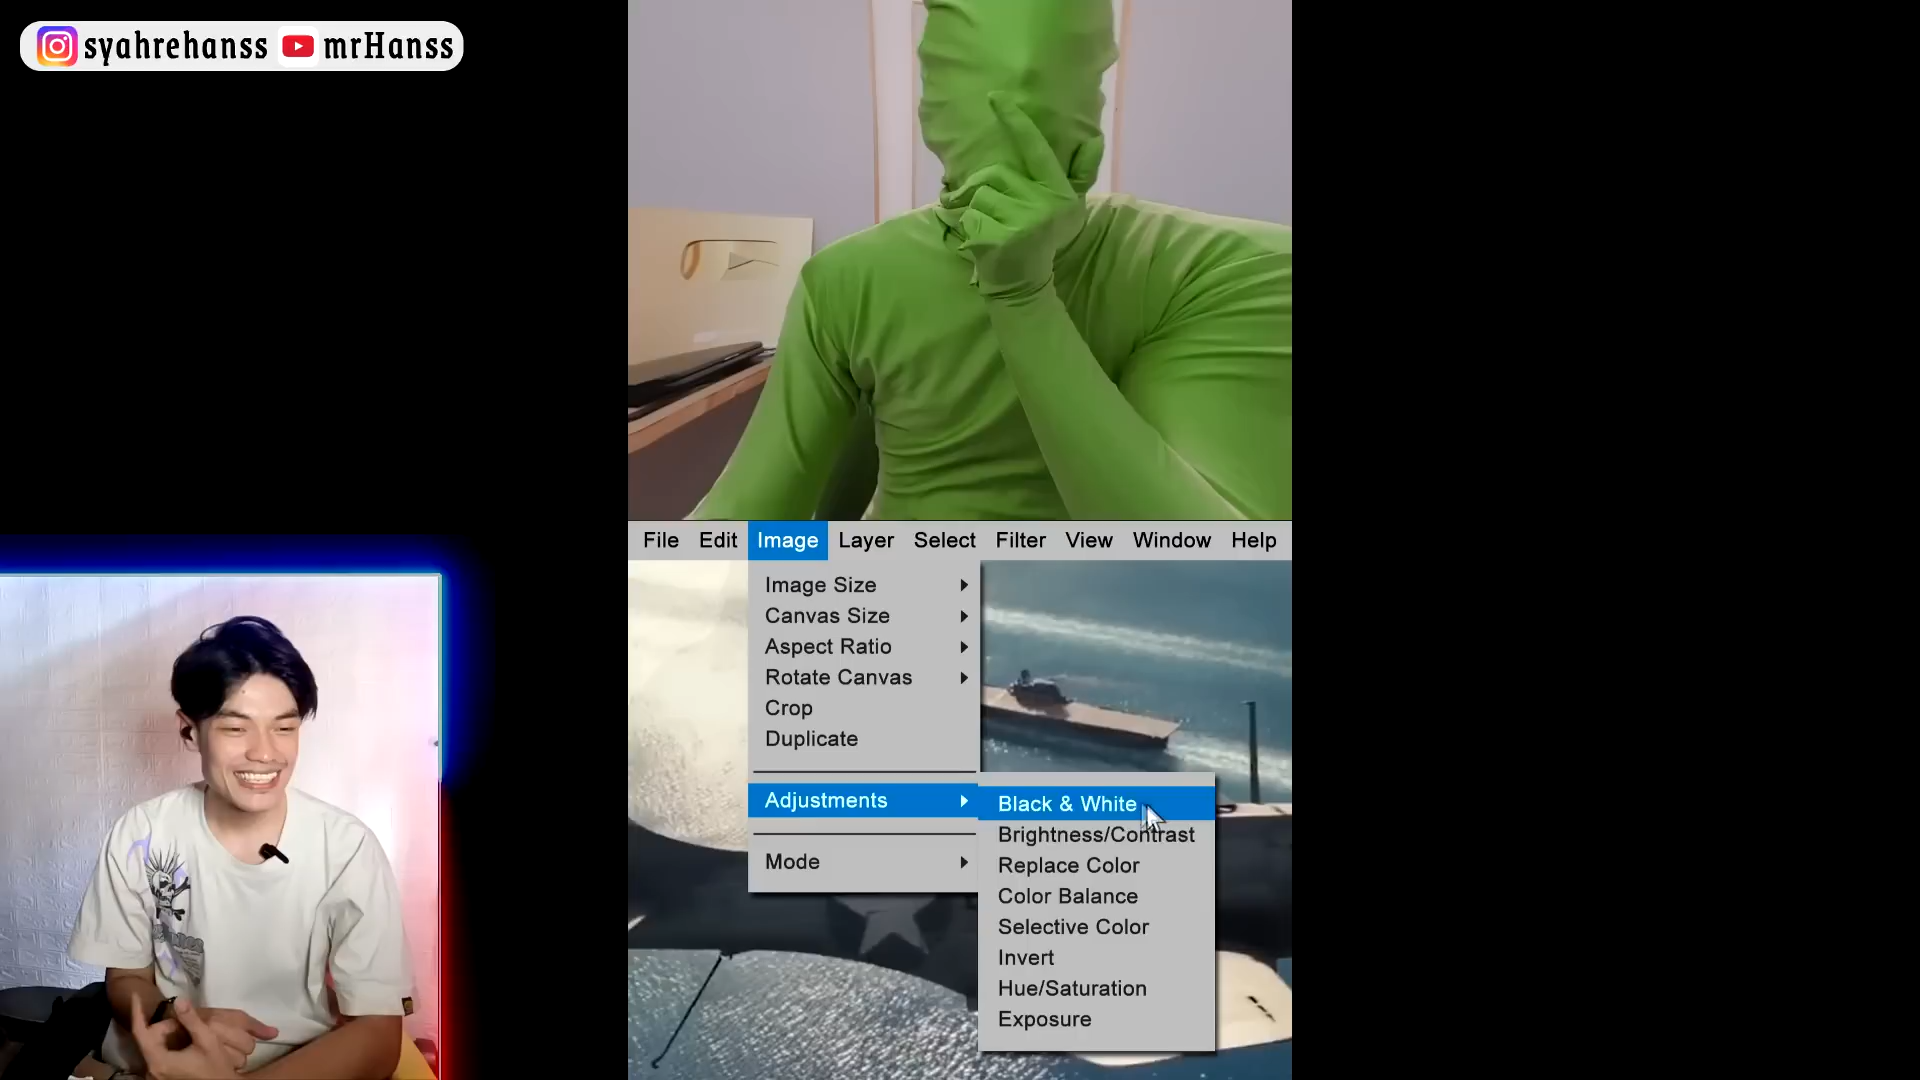 syahrehanss mrHanss
File Edit Image Layer Select Filter View Window Help
Image Size
Canvas Size
Aspect Ratio
Rotate Canvas
Crop
Duplicate
Adjustments
Mode
Black & White
Brightness/Contrast
Replace Color
Color Balance
Selective Color
Invert
Hue/Saturation
Exposure